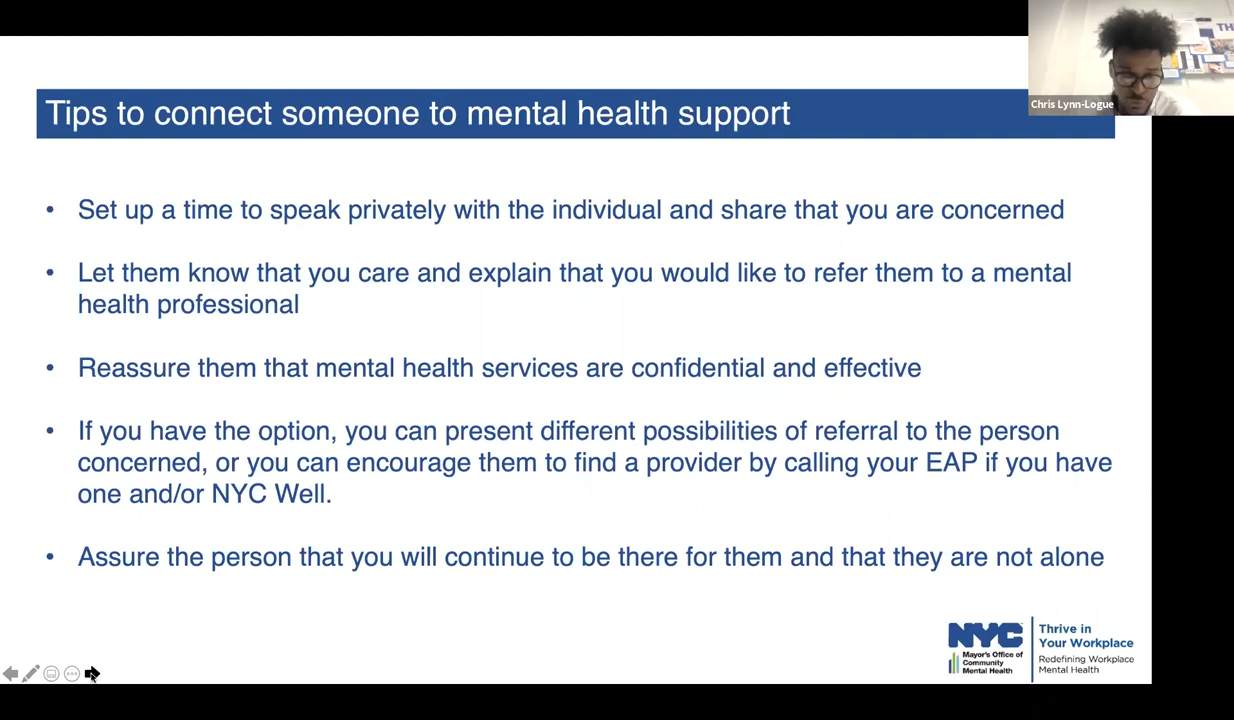 Chris Lynn-Logue
Tips to connect someone to mental health support
• Set up a time to speak privately with the individual and share that you are concerned
• Let them know that you care and explain that you would like to refer them to a mental
health professional
• Reassure them that mental health services are confidential and effective
• If you have the option, you can present different possibilities of referral to the person
concerned, or you can encourage them to find a provider by calling your EAP if you have
one and/or NYC Well.
• Assure the person that you will continue to be there for them and that they are not alone
NYC
Mayor's Office of
Community
Mental Health
Thrive in
Your Workplace
Redefining Workplace
Mental Health